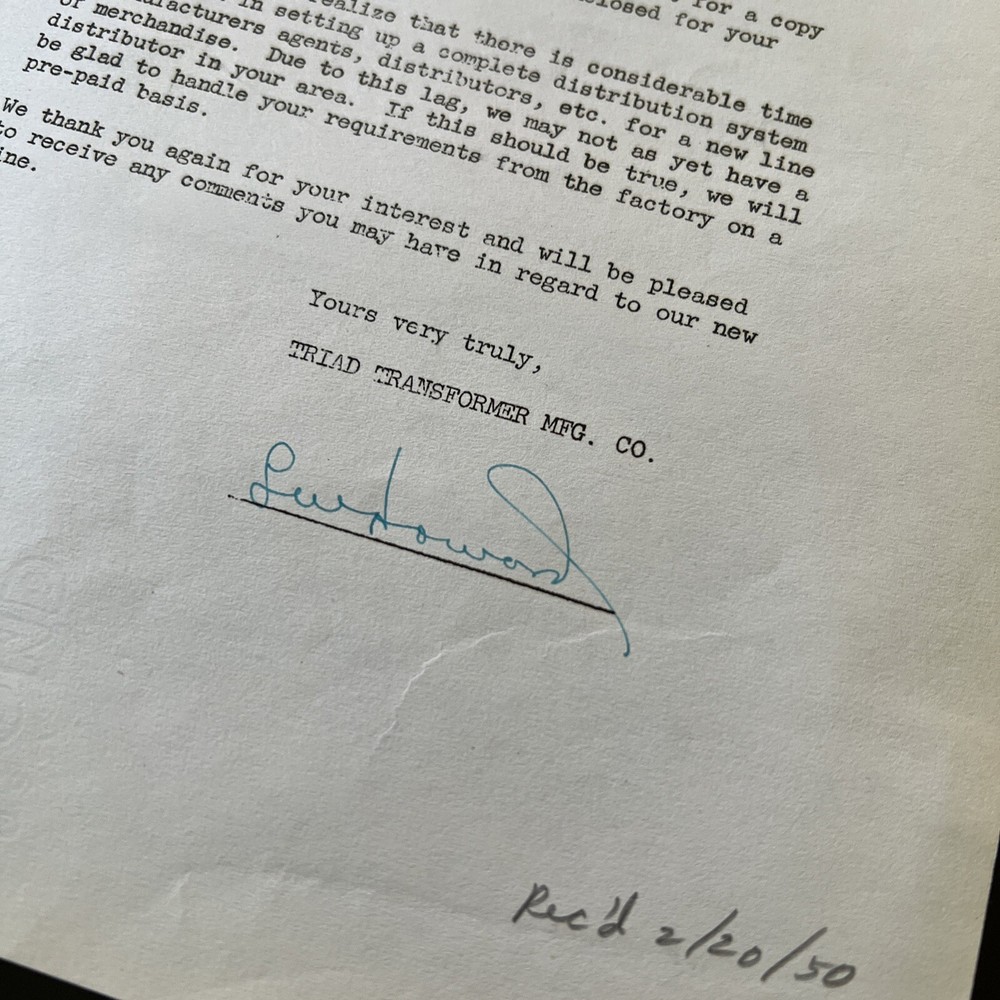 for a copy
closed for your
realize that there is considerable time
in setting up a complete distribution system
manufacturers agents, distributors, etc. for a new line
of merchandise. Due to this lag, we may not as yet have a
distributor in your area. If this should be true, we will
be glad to handle your requirements from the factory on a
pre-paid basis.
We thank you again for your interest and will be pleased
to receive any comments you may have in regard to our new
ine.
Yours very truly,
TRIAD TRANSFORMER MFG. CO.
Lew Howard
Rec'd 2/20/50